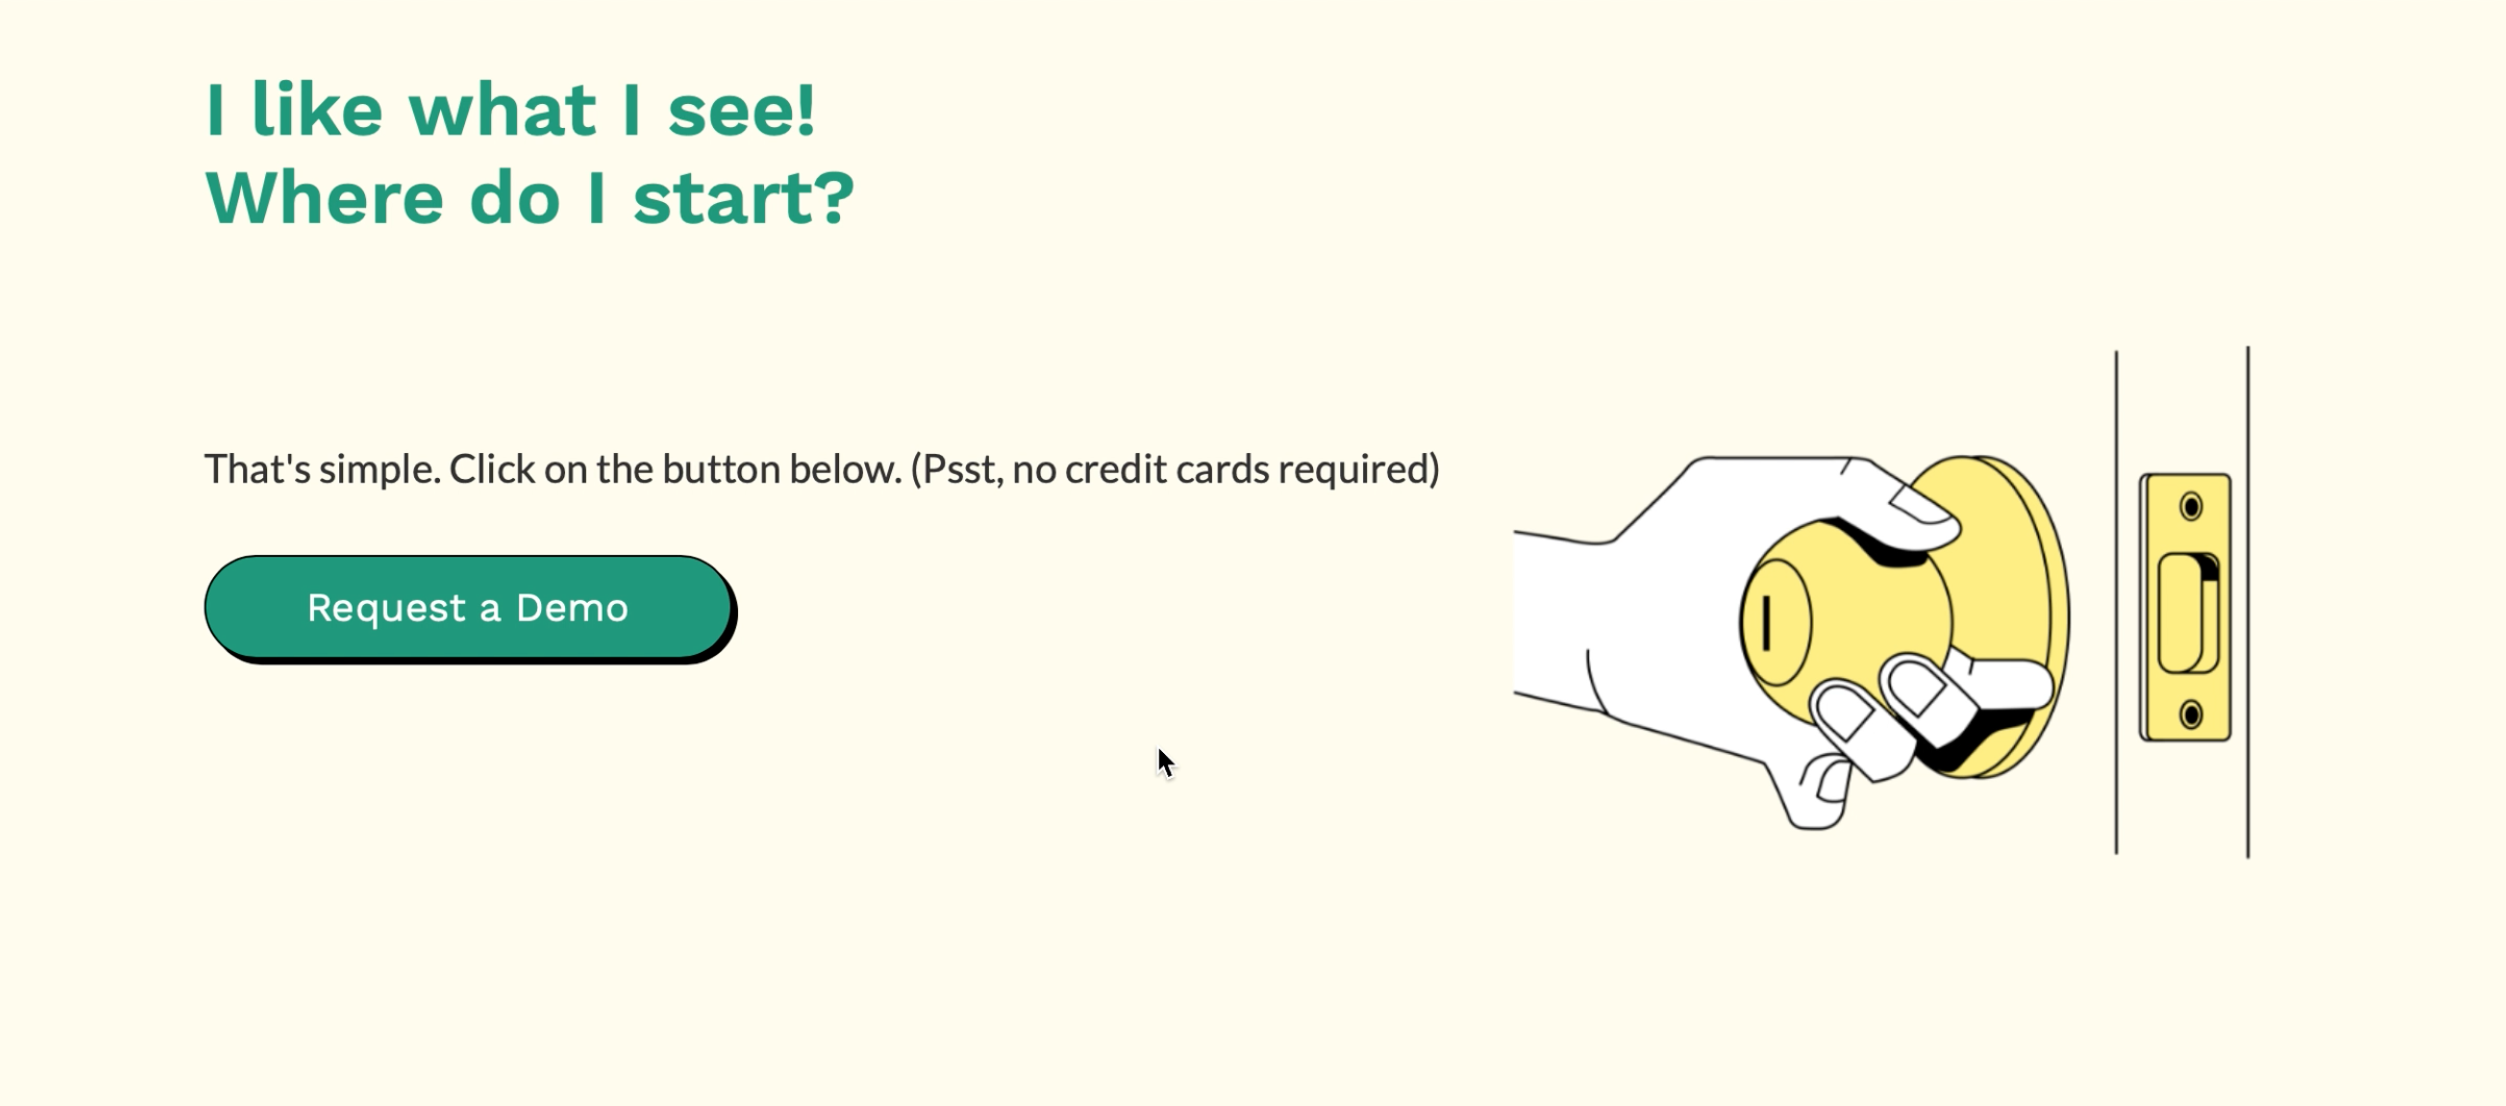 I like what I see!
Where do I start?
That's simple. Click on the button below. (Psst, no credit cards required)
Request a Demo